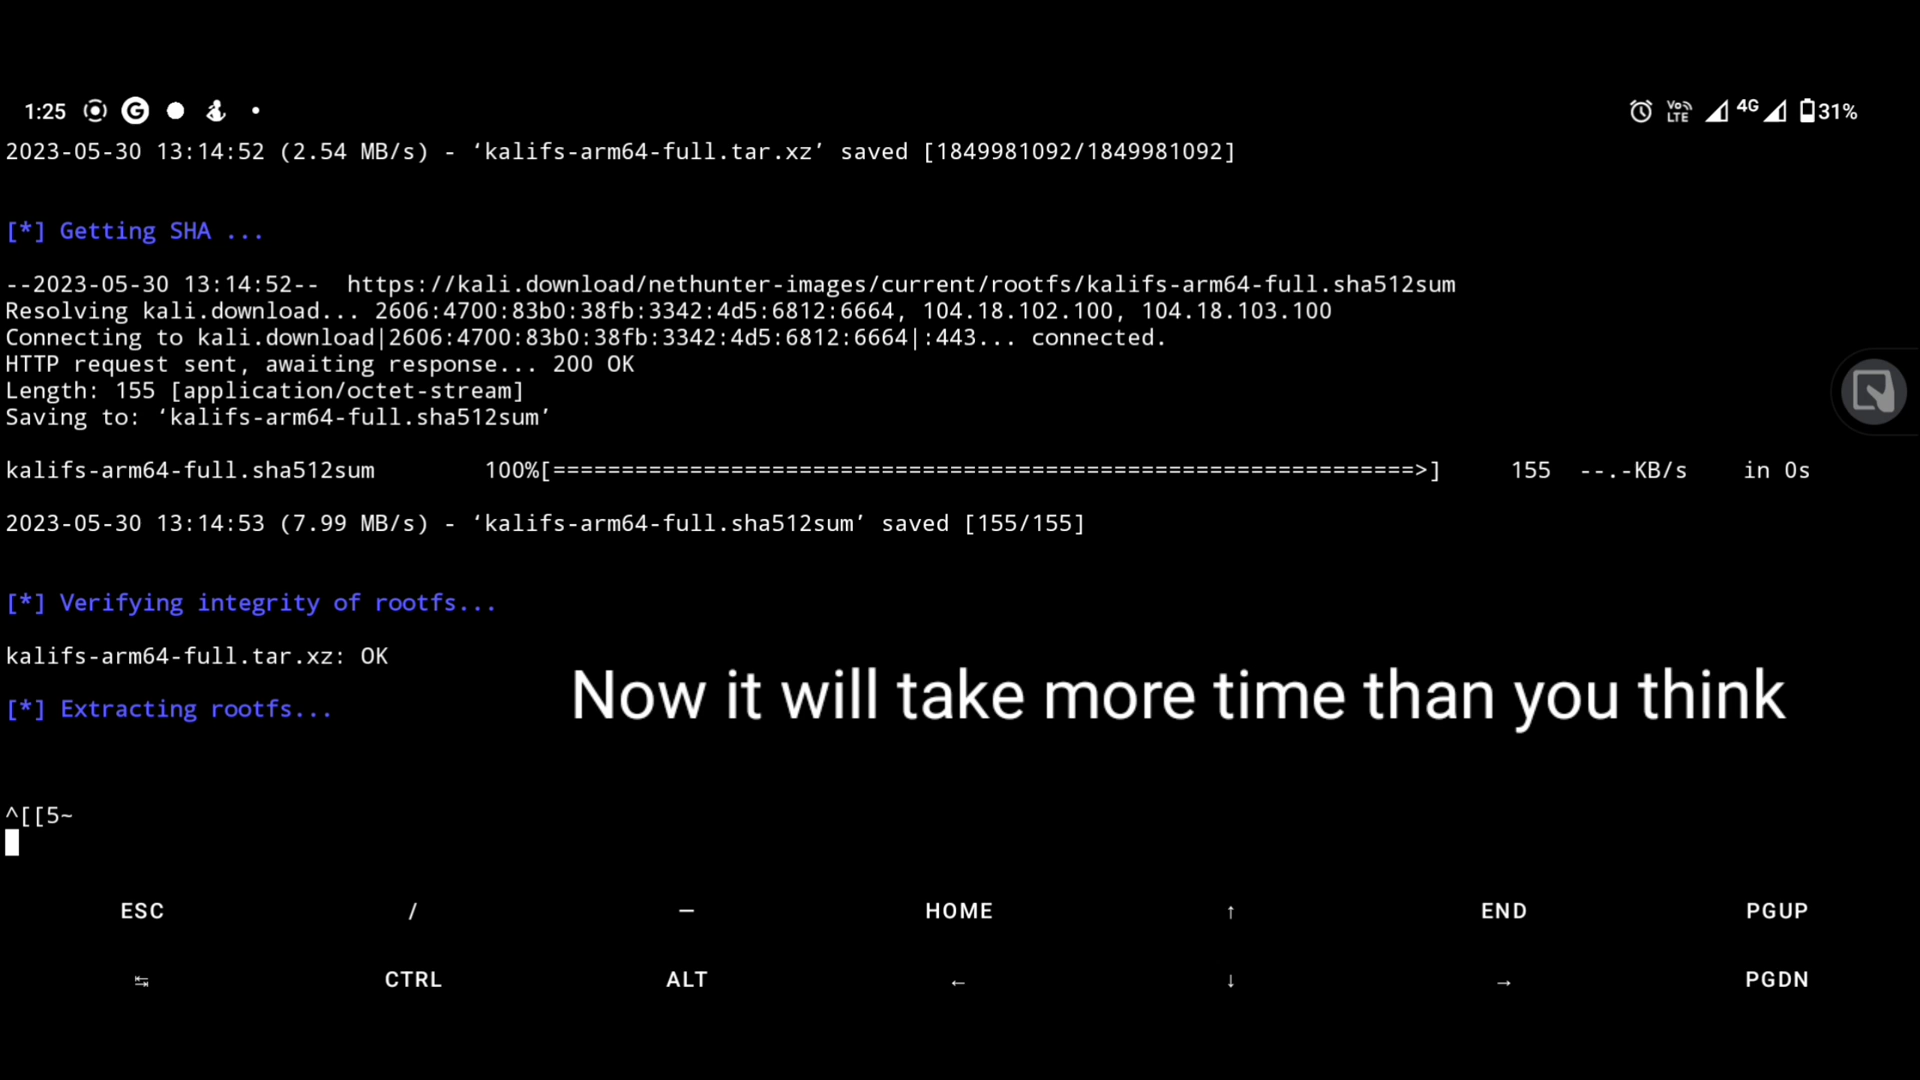 1:25 G 4G Vo LTE 31%
2023-05-30 13:14:52 (2.54 MB/s) - ‘kalifs-arm64-full.tar.xz’ saved [1849981092/1849981092]
[*] Getting SHA ...
--2023-05-30 13:14:52--  https://kali.download/nethunter-images/current/rootfs/kalifs-arm64-full.sha512sum
Resolving kali.download... 2606:4700:83b0:38fb:3342:4d5:6812:6664, 104.18.102.100, 104.18.103.100
Connecting to kali.download|2606:4700:83b0:38fb:3342:4d5:6812:6664|:443... connected.
HTTP request sent, awaiting response... 200 OK
Length: 155 [application/octet-stream]
Saving to: ‘kalifs-arm64-full.sha512sum’
kalifs-arm64-full.sha512sum 100%[===============================================================>] 155 --.-KB/s in 0s
2023-05-30 13:14:53 (7.99 MB/s) - ‘kalifs-arm64-full.sha512sum’ saved [155/155]
[*] Verifying integrity of rootfs...
kalifs-arm64-full.tar.xz: OK
[*] Extracting rootfs...
Now it will take more time than you think
^[[5~
ESC / — HOME ↑ END PGUP
↹ CTRL ALT ← ↓ → PGDN